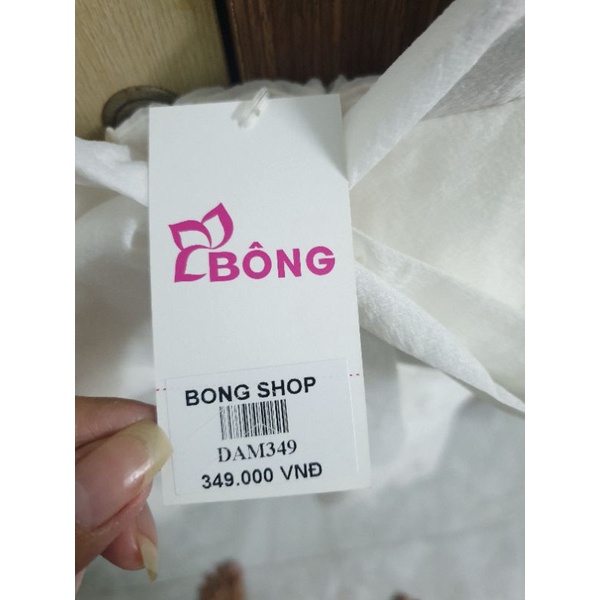 BÔNG
BONG SHOP
DAM349
349.000 VNĐ